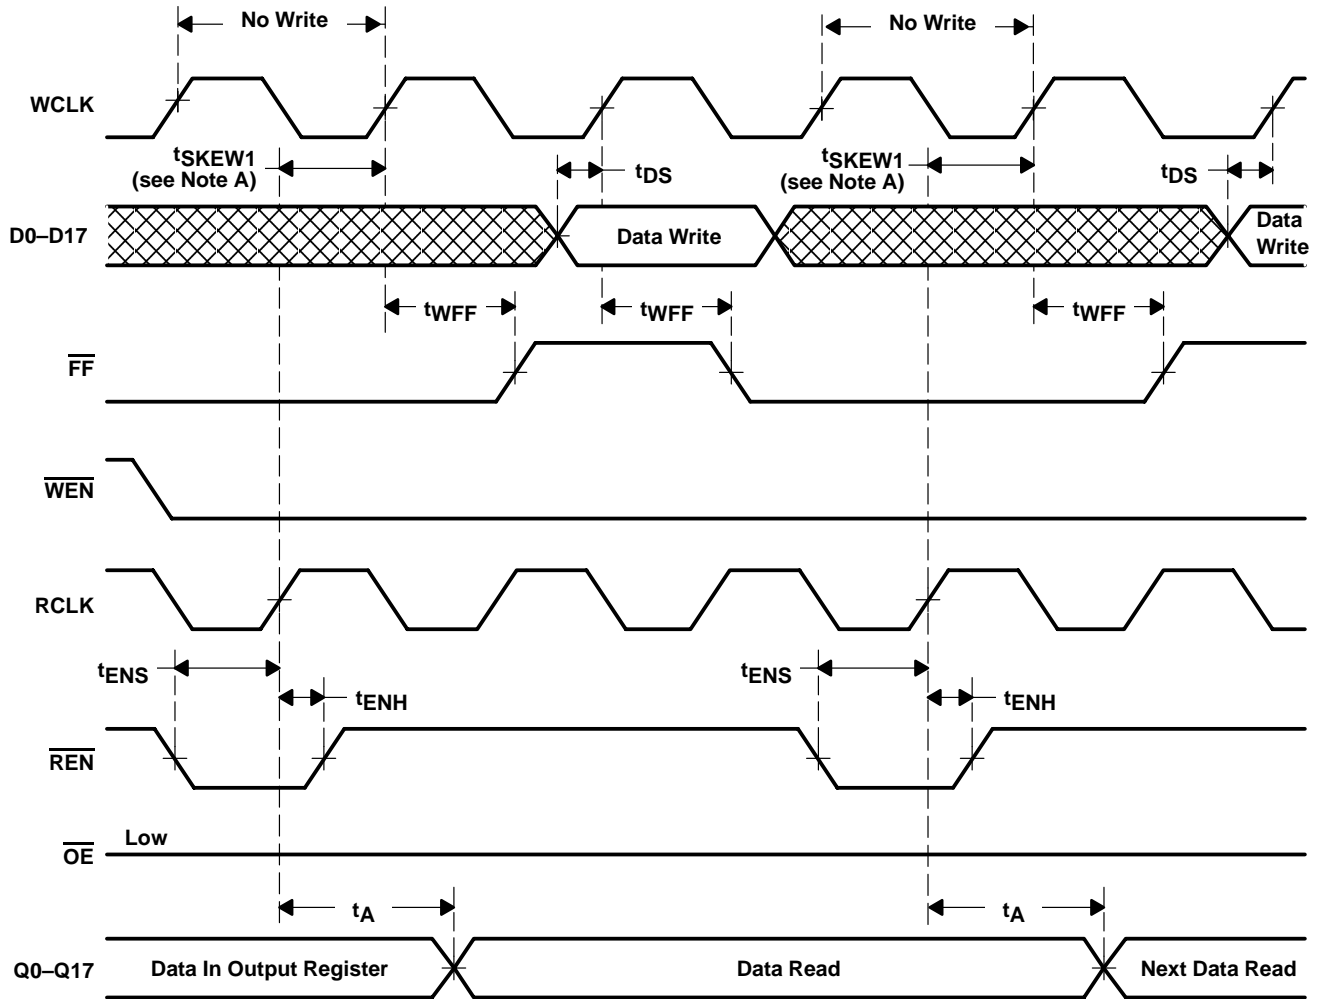 No Write
No Write
WCLK
tSKEW1
(see Note A)
tDS
tSKEW1
(see Note A)
tDS
D0–D17
Data Write
Data
Write
tWFF
tWFF
tWFF
FF
WEN
RCLK
tENS
tENH
tENS
tENH
REN
Low
OE
tA
tA
Q0–Q17
Data In Output Register
Data Read
Next Data Read